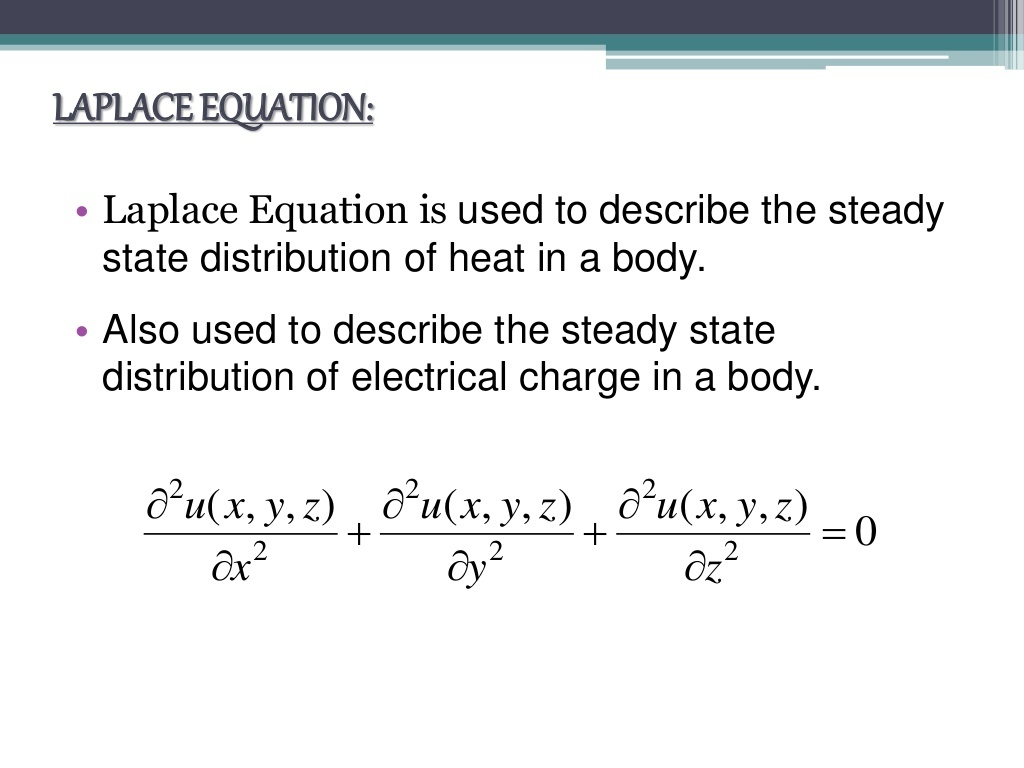 LAPLACE EQUATION:
• Laplace Equation is used to describe the steady
state distribution of heat in a body.
• Also used to describe the steady state
distribution of electrical charge in a body.
∂²u(x, y, z)/∂x² + ∂²u(x, y, z)/∂y² + ∂²u(x, y, z)/∂z² = 0